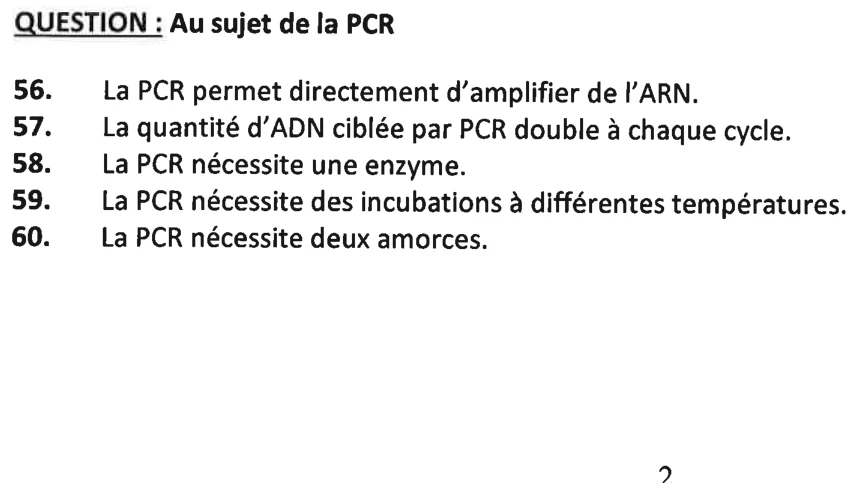 QUESTION : Au sujet de la PCR
56. La PCR permet directement d'amplifier de l'ARN.
57. La quantité d'ADN ciblée par PCR double à chaque cycle.
58. La PCR nécessite une enzyme.
59. La PCR nécessite des incubations à différentes températures.
60. La PCR nécessite deux amorces.
2